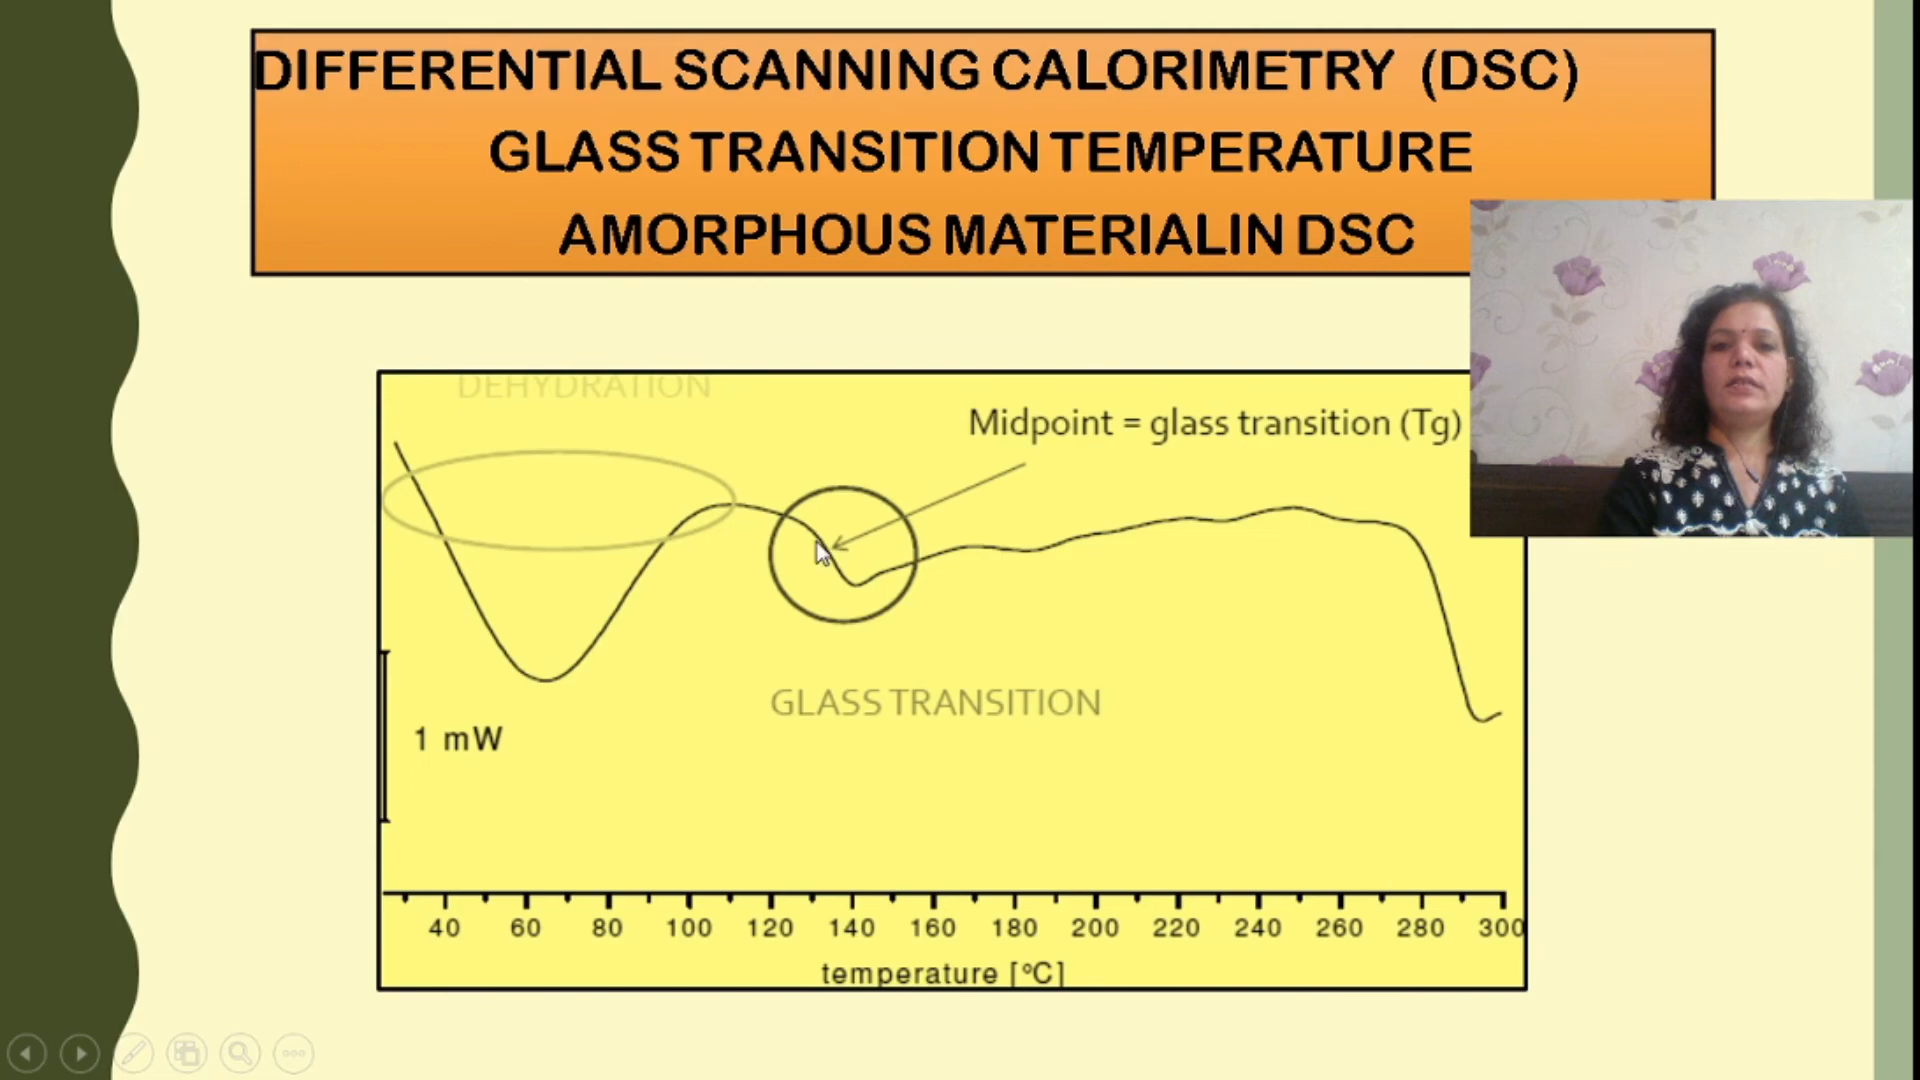 DIFFERENTIAL SCANNING CALORIMETRY (DSC)
GLASS TRANSITION TEMPERATURE
AMORPHOUS MATERIALIN DSC
DEHYDRATION
Midpoint = glass transition (Tg)
GLASS TRANSITION
1 mW
40 60 80 100 120 140 160 180 200 220 240 260 280 300
temperature [°C]